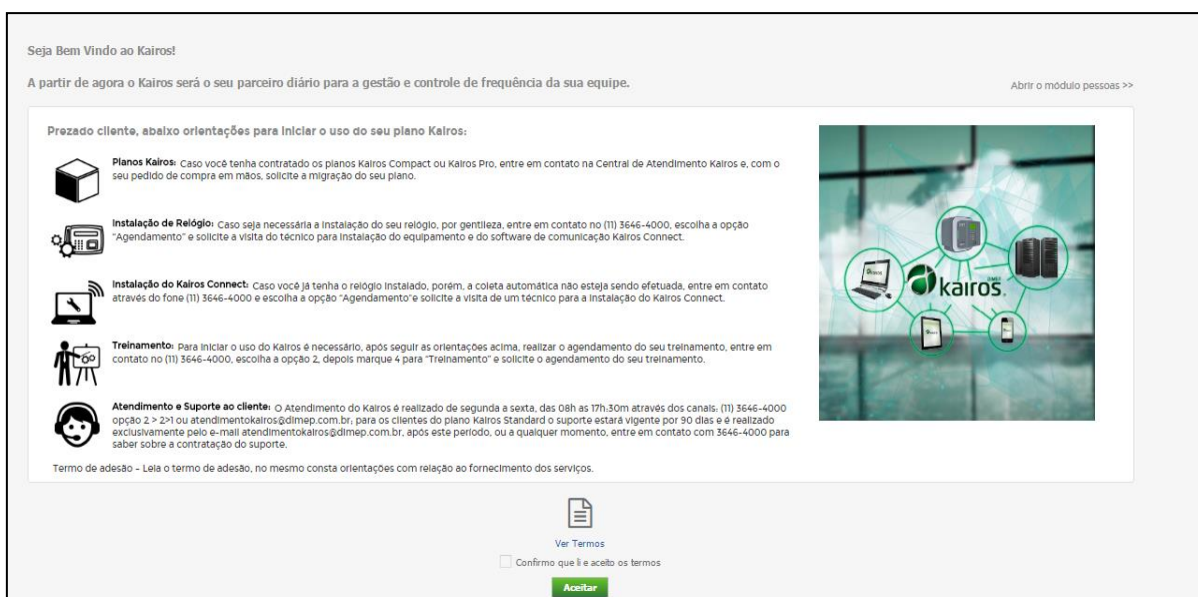 Seja Bem Vindo ao Kairos!
A partir de agora o Kairos será o seu parceiro diário para a gestão e controle de frequência da sua equipe.
Abrir o módulo pessoas >>
Prezado cliente, abaixo orientações para iniciar o uso do seu plano Kairos:
Planos Kairos: Caso você tenha contratado os planos Kairos Compact ou Kairos Pro, entre em contato na Central de Atendimento Kairos e, com o
seu pedido de compra em mãos, solicite a migração do seu plano.
Instalação de Relógio: Caso seja necessária a instalação do seu relógio, por gentileza, entre em contato no (11) 3646-4000, escolha a opção
"Agendamento" e solicite a visita do técnico para instalação do equipamento e do software de comunicação Kairos Connect.
Instalação do Kairos Connect: Caso você já tenha o relógio instalado, porém, a coleta automática não esteja sendo efetuada, entre em contato
através do fone (11) 3646-4000 e escolha a opção "Agendamento"e solicite a visita de um técnico para a instalação do Kairos Connect.
Treinamento: Para iniciar o uso do Kairos é necessário, após seguir as orientações acima, realizar o agendamento do seu treinamento, entre em
contato no (11) 3646-4000, escolha a opção 2, depois marque 4 para "Treinamento" e solicite o agendamento do seu treinamento.
Atendimento e Suporte ao cliente: O Atendimento do Kairos é realizado de segunda a sexta, das 08h as 17h:30m através dos canais: (11) 3646-4000
opção 2 > 2>1 ou atendimentokairos@dimep.com.br; para os clientes do plano Kairos Standard o suporte estará vigente por 90 dias e é realizado
exclusivamente pelo e-mail atendimentokairos@dimep.com.br, após este período, ou a qualquer momento, entre em contato com 3646-4000 para
saber sobre a contratação do suporte.
Termo de adesão - Leia o termo de adesão, no mesmo consta orientações com relação ao fornecimento dos serviços.
DIMEP
kairos
Ver Termos
Confirmo que li e aceito os termos
Aceitar